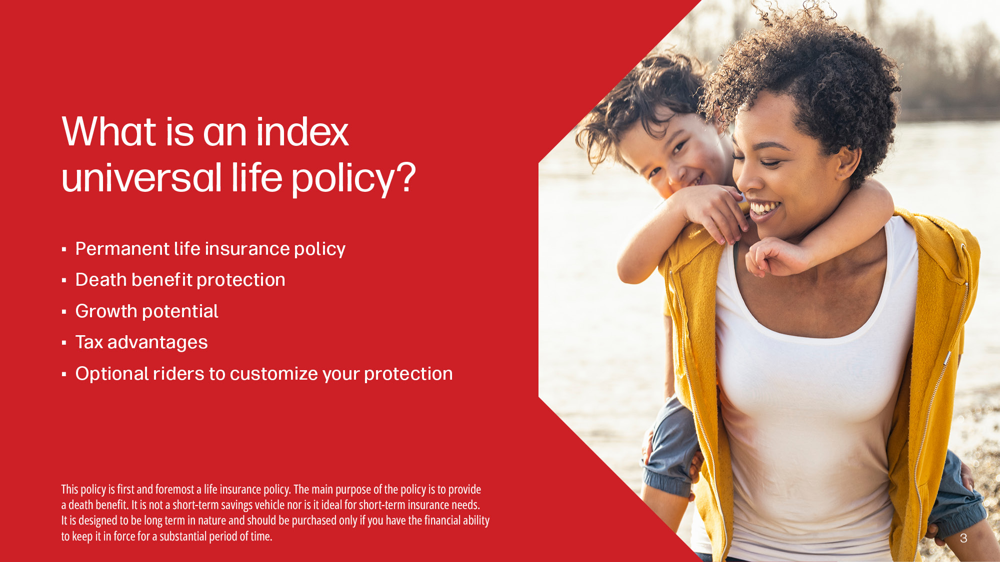 What is an index
universal life policy?
▪ Permanent life insurance policy
▪ Death benefit protection
▪ Growth potential
▪ Tax advantages
▪ Optional riders to customize your protection
This policy is first and foremost a life insurance policy. The main purpose of the policy is to provide
a death benefit. It is not a short-term savings vehicle nor is it ideal for short-term insurance needs.
It is designed to be long term in nature and should be purchased only if you have the financial ability
to keep it in force for a substantial period of time.
3